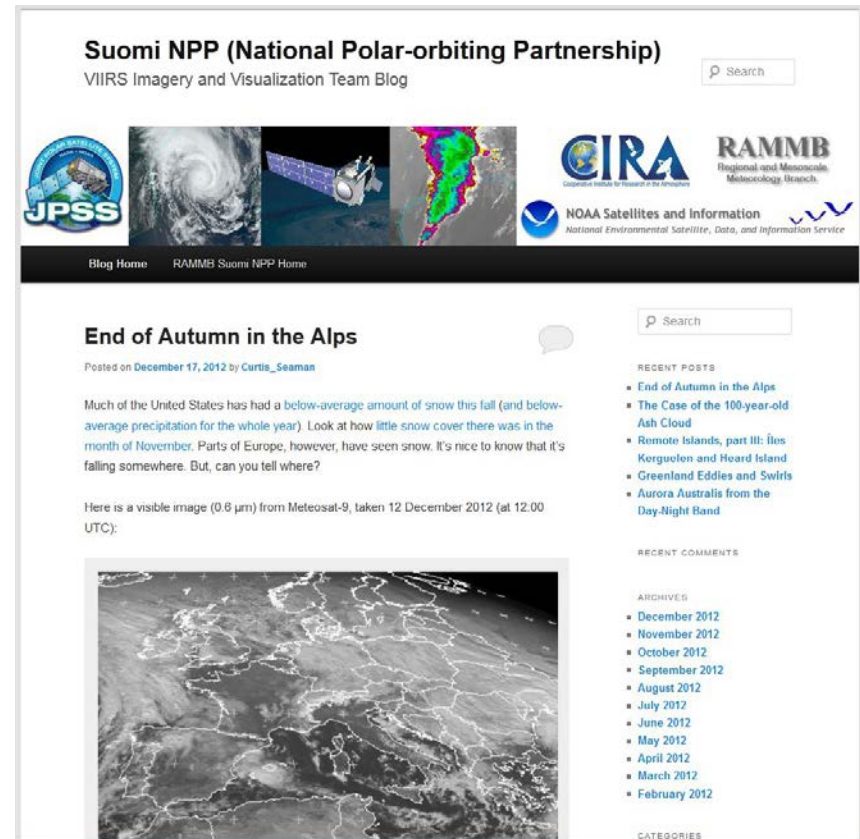 Suomi NPP (National Polar-orbiting Partnership)
VIIRS Imagery and Visualization Team Blog
Search
JOINT POLAR SATELLITE SYSTEM
NASA • NOAA
JPSS
CIRA
Cooperative Institute for Research in the Atmosphere
RAMMB
Regional and Mesoscale
Meteorology Branch
NOAA Satellites and Information
National Environmental Satellite, Data, and Information Service
Blog Home RAMMB Suomi NPP Home
End of Autumn in the Alps
Posted on December 17, 2012 by Curtis_Seaman
Much of the United States has had a below-average amount of snow this fall (and below-
average precipitation for the whole year). Look at how little snow cover there was in the
month of November. Parts of Europe, however, have seen snow. It's nice to know that it's
falling somewhere. But, can you tell where?
Here is a visible image (0.6 µm) from Meteosat-9, taken 12 December 2012 (at 12:00
UTC):
Search
RECENT POSTS
End of Autumn in the Alps
The Case of the 100-year-old
Ash Cloud
Remote Islands, part III: Îles
Kerguelen and Heard Island
Greenland Eddies and Swirls
Aurora Australis from the
Day-Night Band
RECENT COMMENTS
ARCHIVES
December 2012
November 2012
October 2012
September 2012
August 2012
July 2012
June 2012
May 2012
April 2012
March 2012
February 2012
CATEGORIES